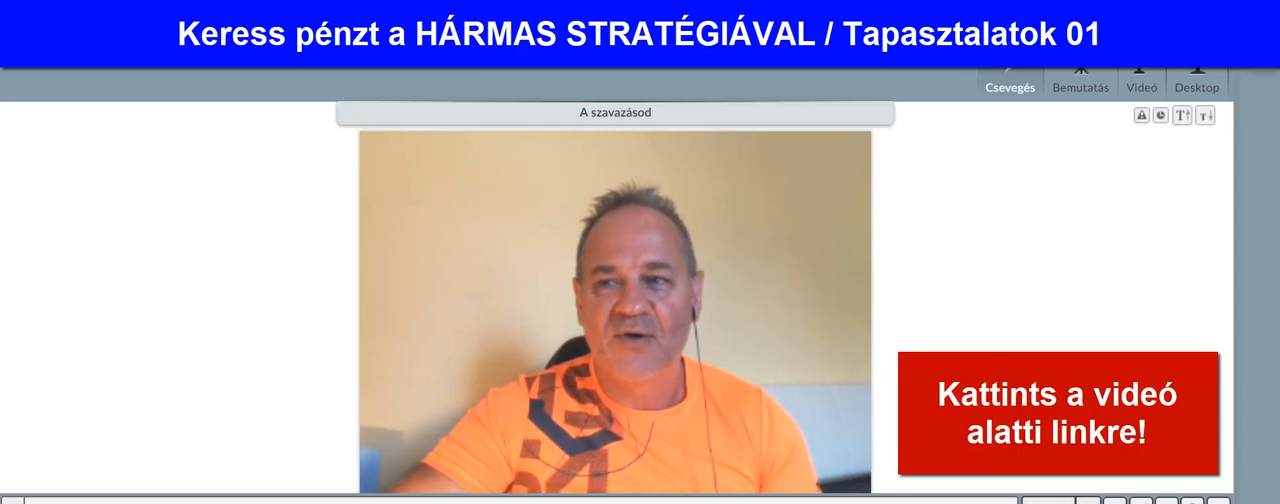 Keress pénzt a HÁRMAS STRATÉGIÁVAL / Tapasztalatok 01
Csevegés Bemutatás Videó Desktop
A szavazásod
T T
Kattints a videó
alatti linkre!